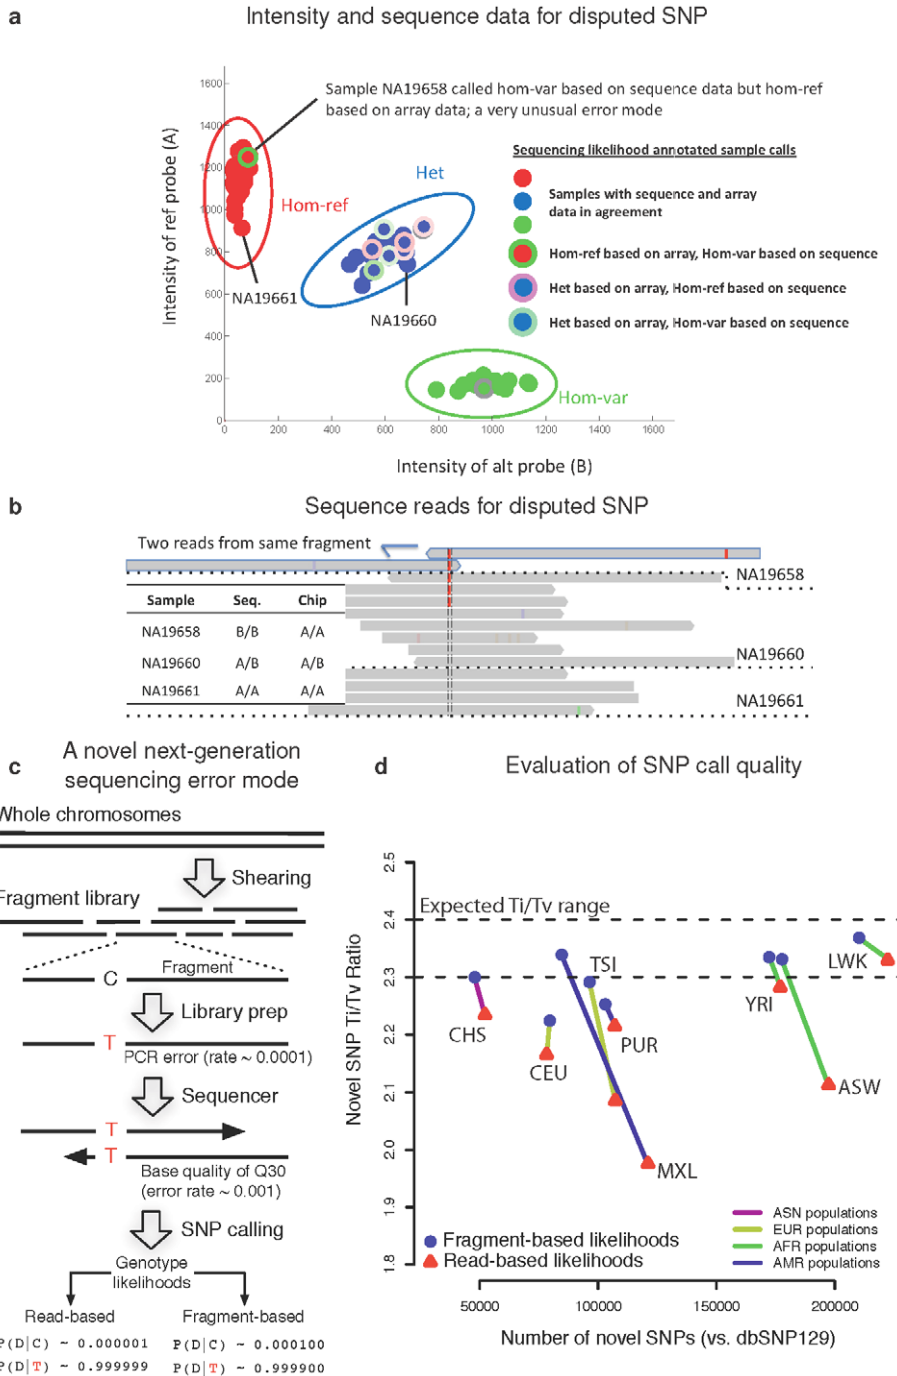 a
Intensity and sequence data for disputed SNP
Sample NA19658 called hom-var based on sequence data but hom-ref
based on array data; a very unusual error mode
Intensity of ref probe (A)
1600
1400
1200
1000
800
600
400
200
0
0 200 400 600 800 1000 1200 1400 1600
Intensity of alt probe (B)
Hom-ref
Het
Hom-var
NA19661
NA19660
Sequencing likelihood annotated sample calls
Samples with sequence and array
data in agreement
Hom-ref based on array, Hom-var based on sequence
Het based on array, Hom-ref based on sequence
Het based on array, Hom-var based on sequence
b
Sequence reads for disputed SNP
Two reads from same fragment
NA19658
NA19660
NA19661
Sample Seq. Chip
NA19658 B/B A/A
NA19660 A/B A/B
NA19661 A/A A/A
c
A novel next-generation
sequencing error mode
Whole chromosomes
Shearing
Fragment library
Fragment
C
Library prep
T
PCR error (rate ~ 0.0001)
Sequencer
T
T
Base quality of Q30
(error rate ~ 0.001)
SNP calling
Genotype
likelihoods
Read-based Fragment-based
P(D|C) ~ 0.000001 P(D|C) ~ 0.000100
P(D|T) ~ 0.999999 P(D|T) ~ 0.999900
d
Evaluation of SNP call quality
Novel SNP Ti/Tv Ratio
2.5
2.4
2.3
2.2
2.1
2.0
1.9
1.8
Expected Ti/Tv range
TSI
LWK
YRI
CHS
PUR
CEU
ASW
MXL
Fragment-based likelihoods
Read-based likelihoods
ASN populations
EUR populations
AFR populations
AMR populations
50000 100000 150000 200000
Number of novel SNPs (vs. dbSNP129)